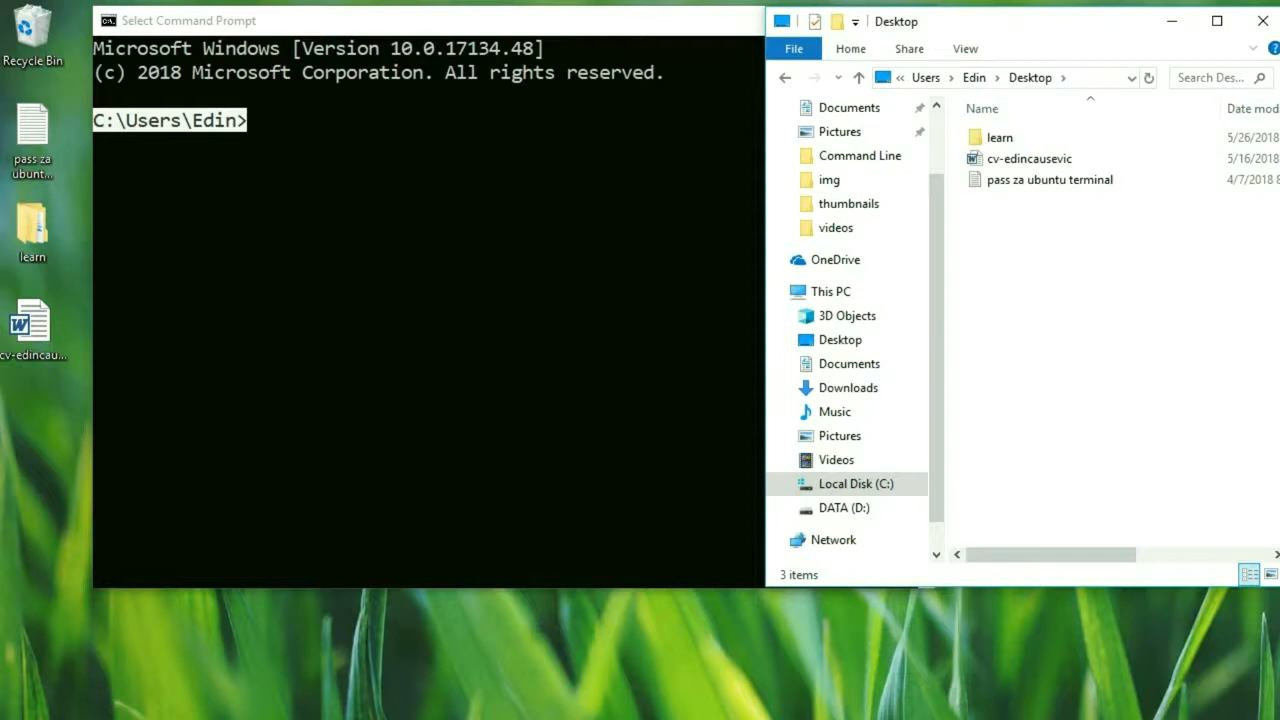 Recycle Bin
pass za
ubunt...
learn
cv-edincau...
Select Command Prompt
Microsoft Windows [Version 10.0.17134.48]
(c) 2018 Microsoft Corporation. All rights reserved.
C:\Users\Edin>
Desktop
File Home Share View
« Users > Edin > Desktop >
Search Des...
Documents
Pictures
Command Line
img
thumbnails
videos
OneDrive
This PC
3D Objects
Desktop
Documents
Downloads
Music
Pictures
Videos
Local Disk (C:)
DATA (D:)
Network
Name Date mod
learn 5/26/2018
cv-edincausevic 5/16/2018
pass za ubuntu terminal 4/7/2018 8
3 items